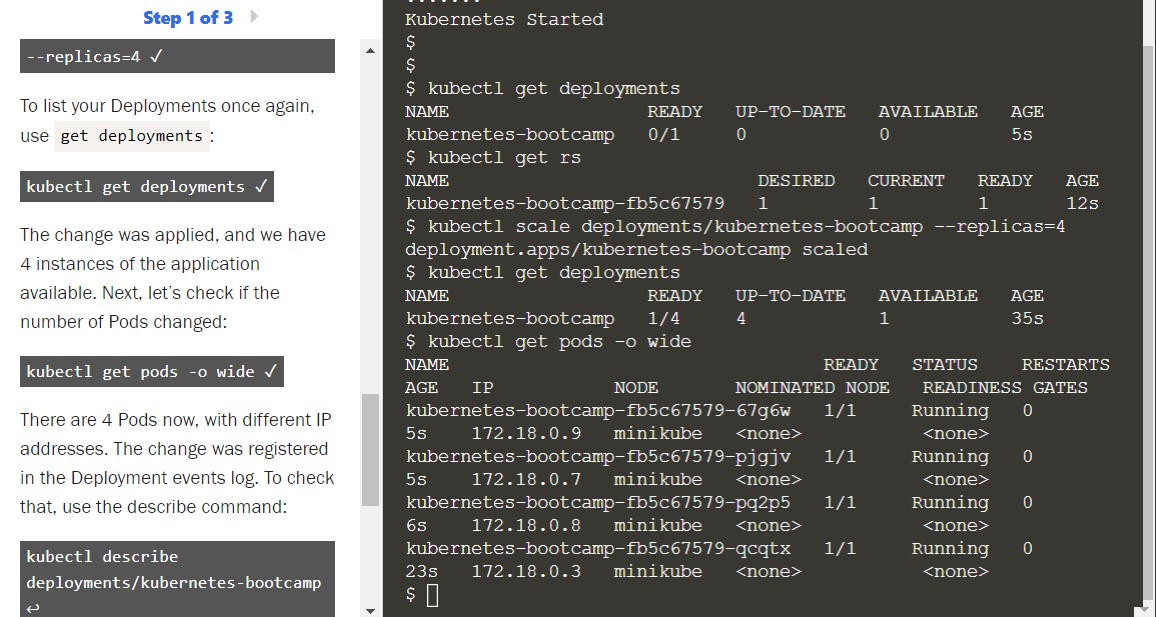 Step 1 of 3
--replicas=4 ✓
To list your Deployments once again,
use get deployments :
kubectl get deployments ✓
The change was applied, and we have
4 instances of the application
available. Next, let's check if the
number of Pods changed:
kubectl get pods -o wide ✓
There are 4 Pods now, with different IP
addresses. The change was registered
in the Deployment events log. To check
that, use the describe command:
kubectl describe
deployments/kubernetes-bootcamp
↩
Kubernetes Started
$
$
$ kubectl get deployments
NAME READY UP-TO-DATE AVAILABLE AGE
kubernetes-bootcamp 0/1 0 0 5s
$ kubectl get rs
NAME DESIRED CURRENT READY AGE
kubernetes-bootcamp-fb5c67579 1 1 1 12s
$ kubectl scale deployments/kubernetes-bootcamp --replicas=4
deployment.apps/kubernetes-bootcamp scaled
$ kubectl get deployments
NAME READY UP-TO-DATE AVAILABLE AGE
kubernetes-bootcamp 1/4 4 1 35s
$ kubectl get pods -o wide
NAME READY STATUS RESTARTS
AGE IP NODE NOMINATED NODE READINESS GATES
kubernetes-bootcamp-fb5c67579-67g6w 1/1 Running 0
5s 172.18.0.9 minikube <none> <none>
kubernetes-bootcamp-fb5c67579-pjgjv 1/1 Running 0
5s 172.18.0.7 minikube <none> <none>
kubernetes-bootcamp-fb5c67579-pq2p5 1/1 Running 0
6s 172.18.0.8 minikube <none> <none>
kubernetes-bootcamp-fb5c67579-qcqtx 1/1 Running 0
23s 172.18.0.3 minikube <none> <none>
$